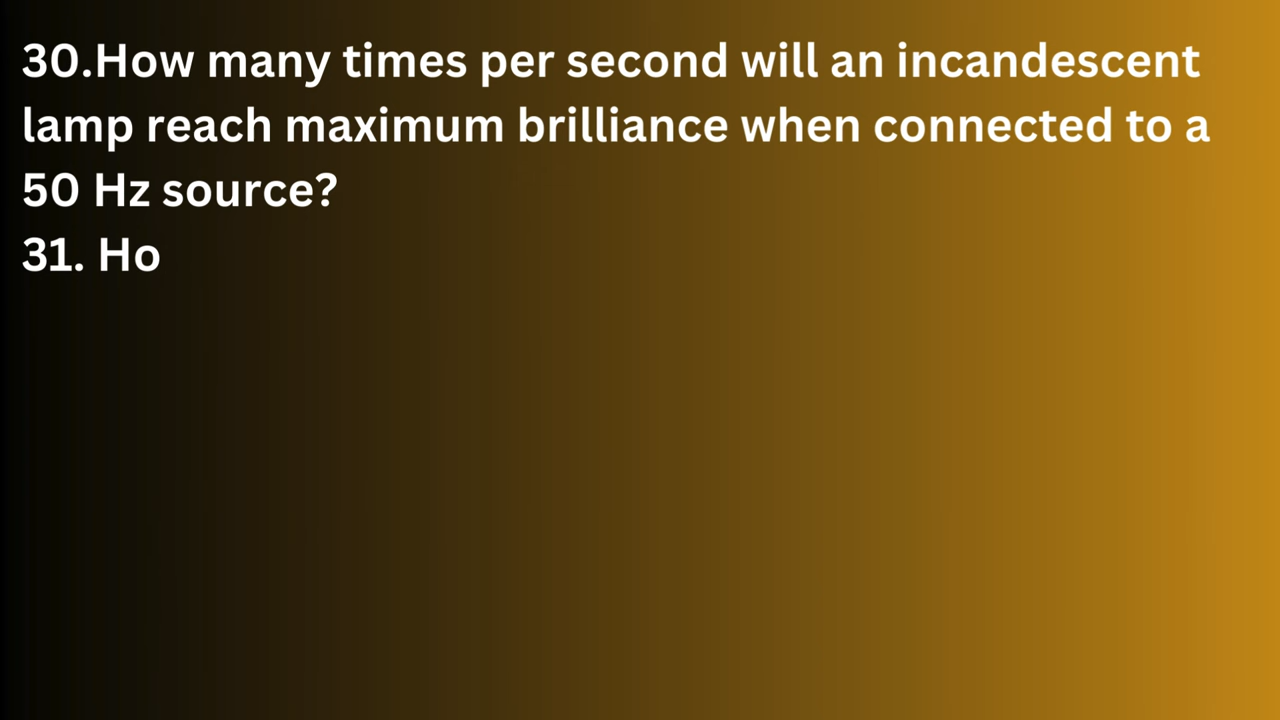 30.How many times per second will an incandescent
lamp reach maximum brilliance when connected to a
50 Hz source?
31. Ho